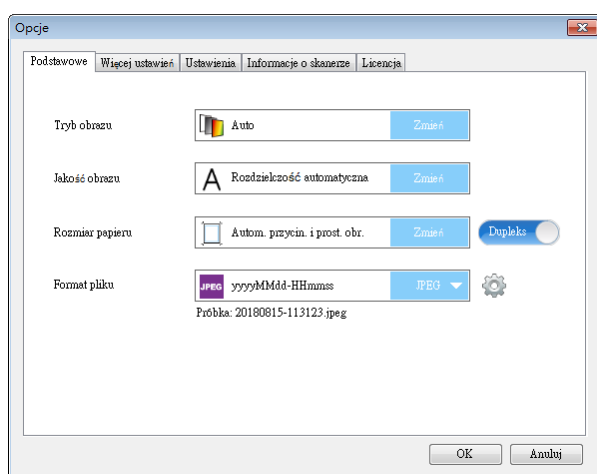 Opcje
Podstawowe Więcej ustawień Ustawienia Informacje o skanerze Licencja
Tryb obrazu Auto Zmień
Jakość obrazu A Rozdzielczość automatyczna Zmień
Rozmiar papieru Autom. przycin. i prost. obr. Zmień Dupleks
Format pliku JPEG yyyyMMdd-HHmmss JPEG
Próbka: 20180815-113123.jpeg
OK Anuluj